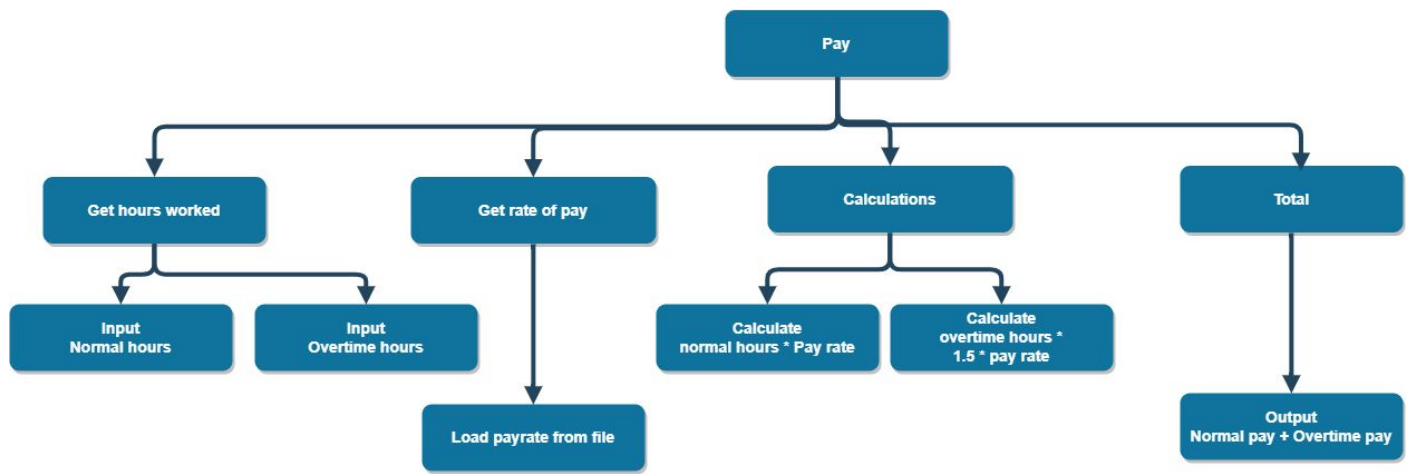 Pay
Get hours worked
Get rate of pay
Calculations
Total
Input
Normal hours
Input
Overtime hours
Calculate
normal hours * Pay rate
Calculate
overtime hours *
1.5 * pay rate
Load payrate from file
Output
Normal pay + Overtime pay